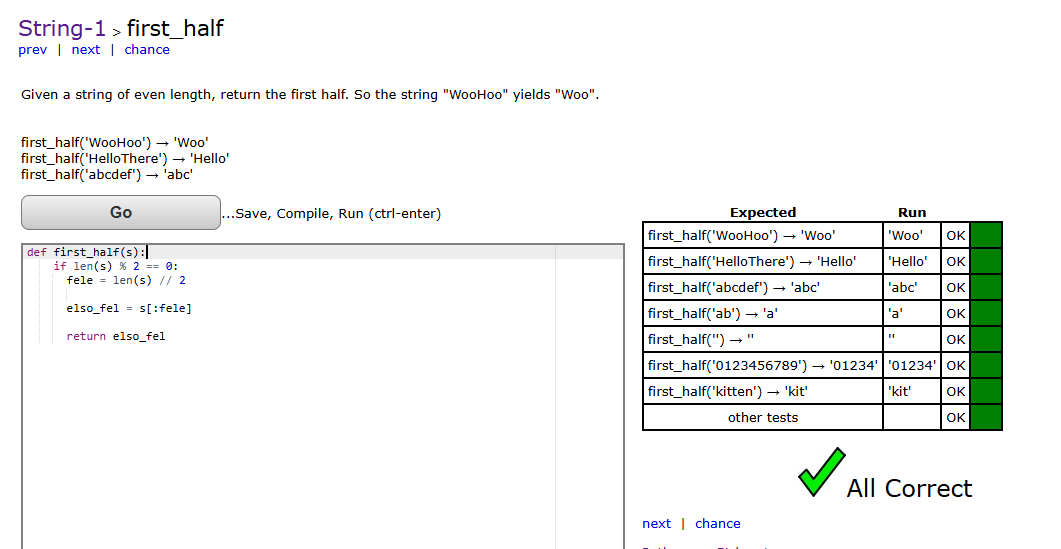 String-1 > first_half
prev | next | chance
Given a string of even length, return the first half. So the string "WooHoo" yields "Woo".
first_half('WooHoo') → 'Woo'
first_half('HelloThere') → 'Hello'
first_half('abcdef') → 'abc'
Go
...Save, Compile, Run (ctrl-enter)
def first_half(s):
if len(s) % 2 == 0:
fele = len(s) // 2
elso_fel = s[:fele]
return elso_fel
Expected Run
first_half('WooHoo') → 'Woo' 'Woo' OK
first_half('HelloThere') → 'Hello' 'Hello' OK
first_half('abcdef') → 'abc' 'abc' OK
first_half('ab') → 'a' 'a' OK
first_half('') → '' '' OK
first_half('0123456789') → '01234' '01234' OK
first_half('kitten') → 'kit' 'kit' OK
other tests OK
All Correct
next | chance